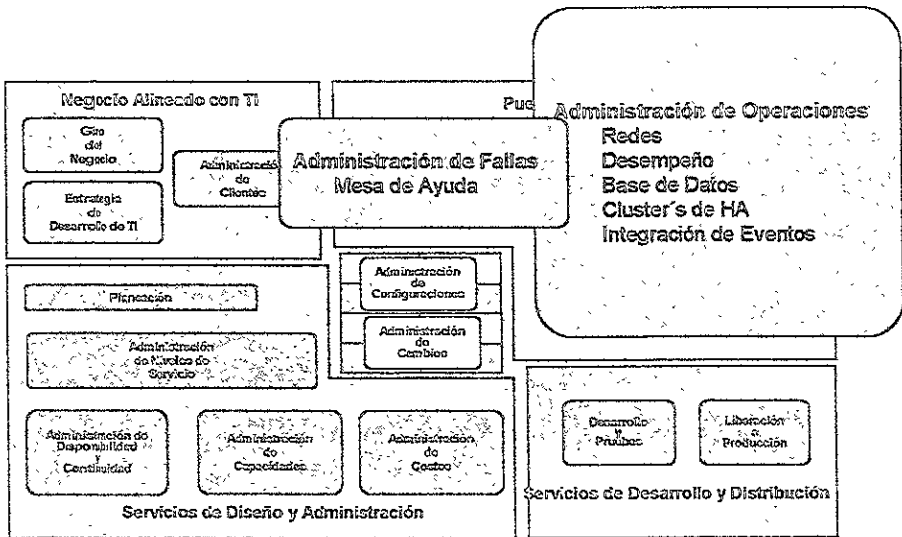 Negocio Alineado con TI
Giro
del
Negocio
Administración
de
Clientes
Estrategia
de
Desarrollo de TI
Pue
Administración de Fallas
Mesa de Ayuda
Administración de Operaciones
Redes
Desempeño
Base de Datos
Cluster's de HA
Integración de Eventos
Administración
de
Configuraciones
Administración
de
Cambios
Planeación
Administración
de Niveles de
Servicio
Administración de
Disponibilidad
y
Continuidad
Administración
de
Capacidades
Administración
de
Costos
Servicios de Diseño y Administración
Desarrollo
y
Pruebas
Liberación
a
Producción
Servicios de Desarrollo y Distribución